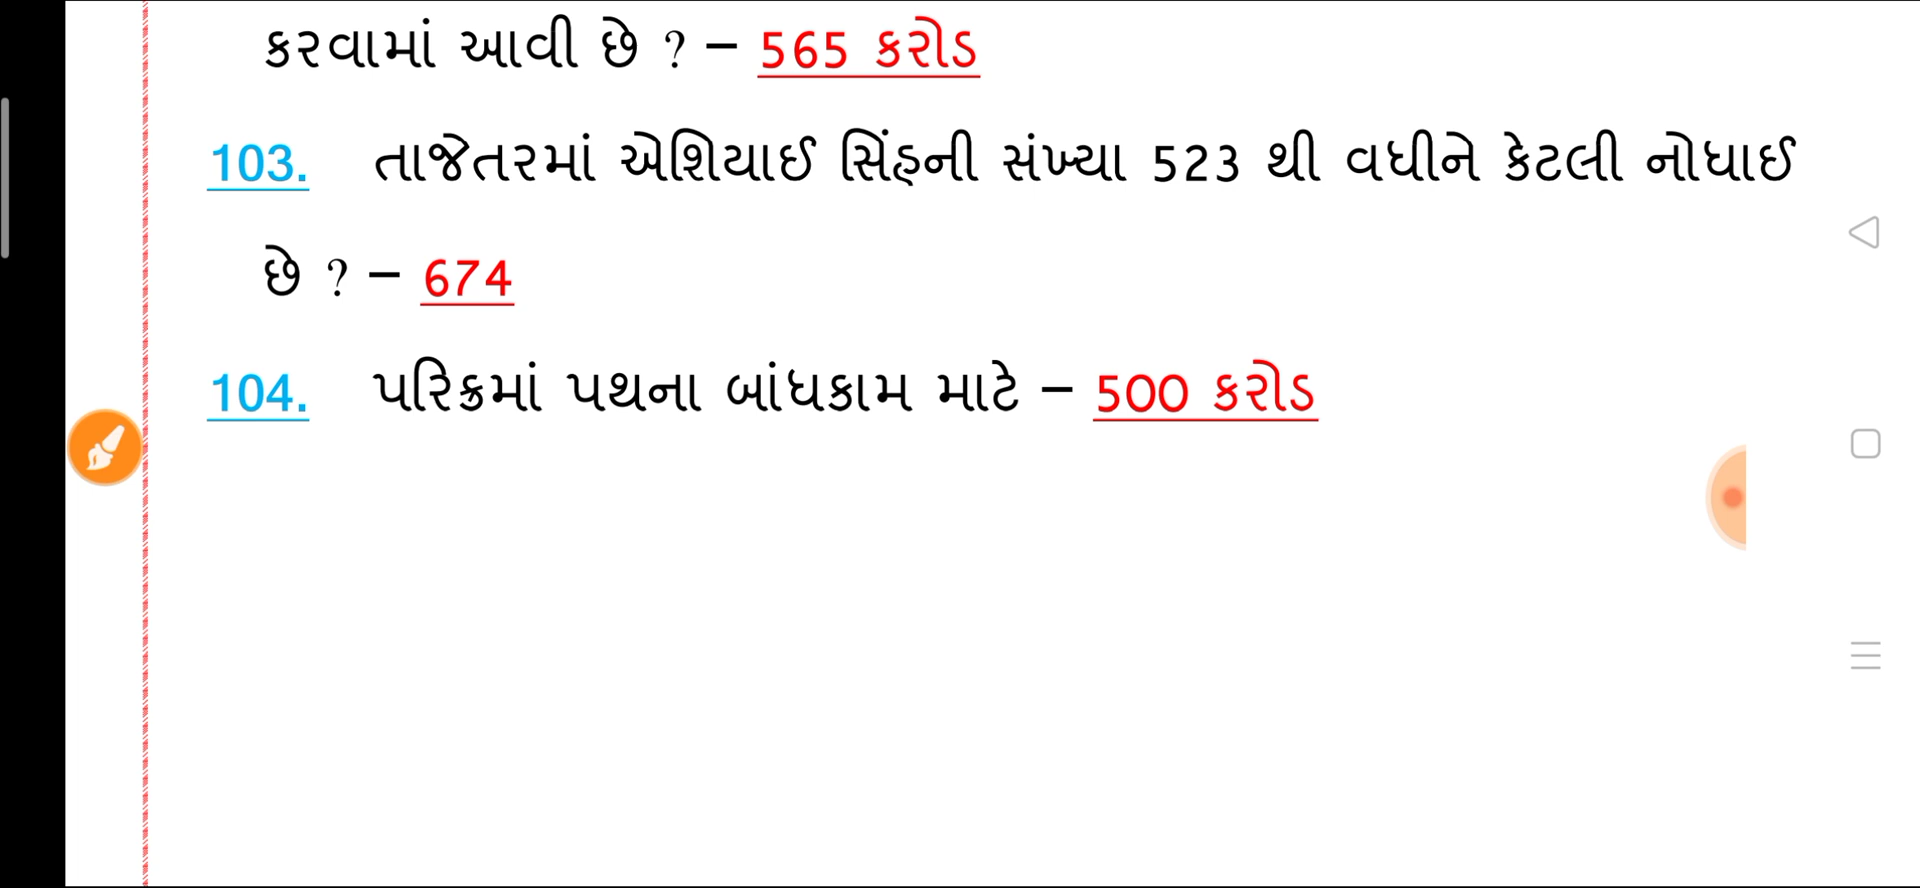 કરવામાં આવી છે ? – 565 કરોડ
103. તાજેતરમાં એશિયાઈ સિંહની સંખ્યા 523 થી વધીને કેટલી નોધાઈ
છે ? – 674
104. પરિક્રમાં પથના બાંધકામ માટે – 500 કરોડ